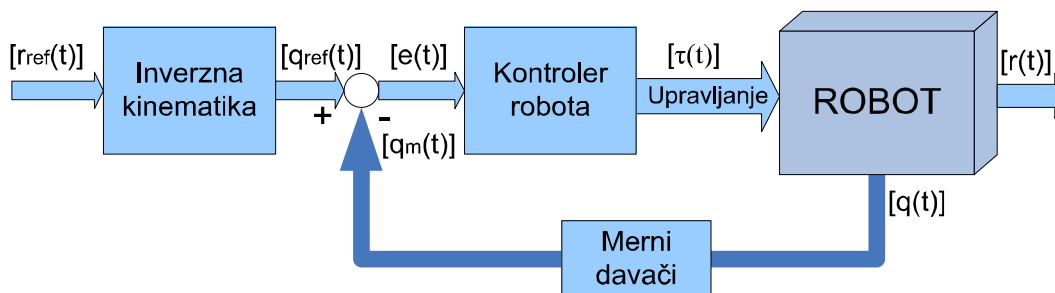 [rref(t)]
Inverzna
kinematika
[qref(t)]
+
-
[e(t)]
[qm(t)]
Kontroler
robota
[τ(t)]
Upravljanje
ROBOT
[r(t)]
[q(t)]
Merni
davači